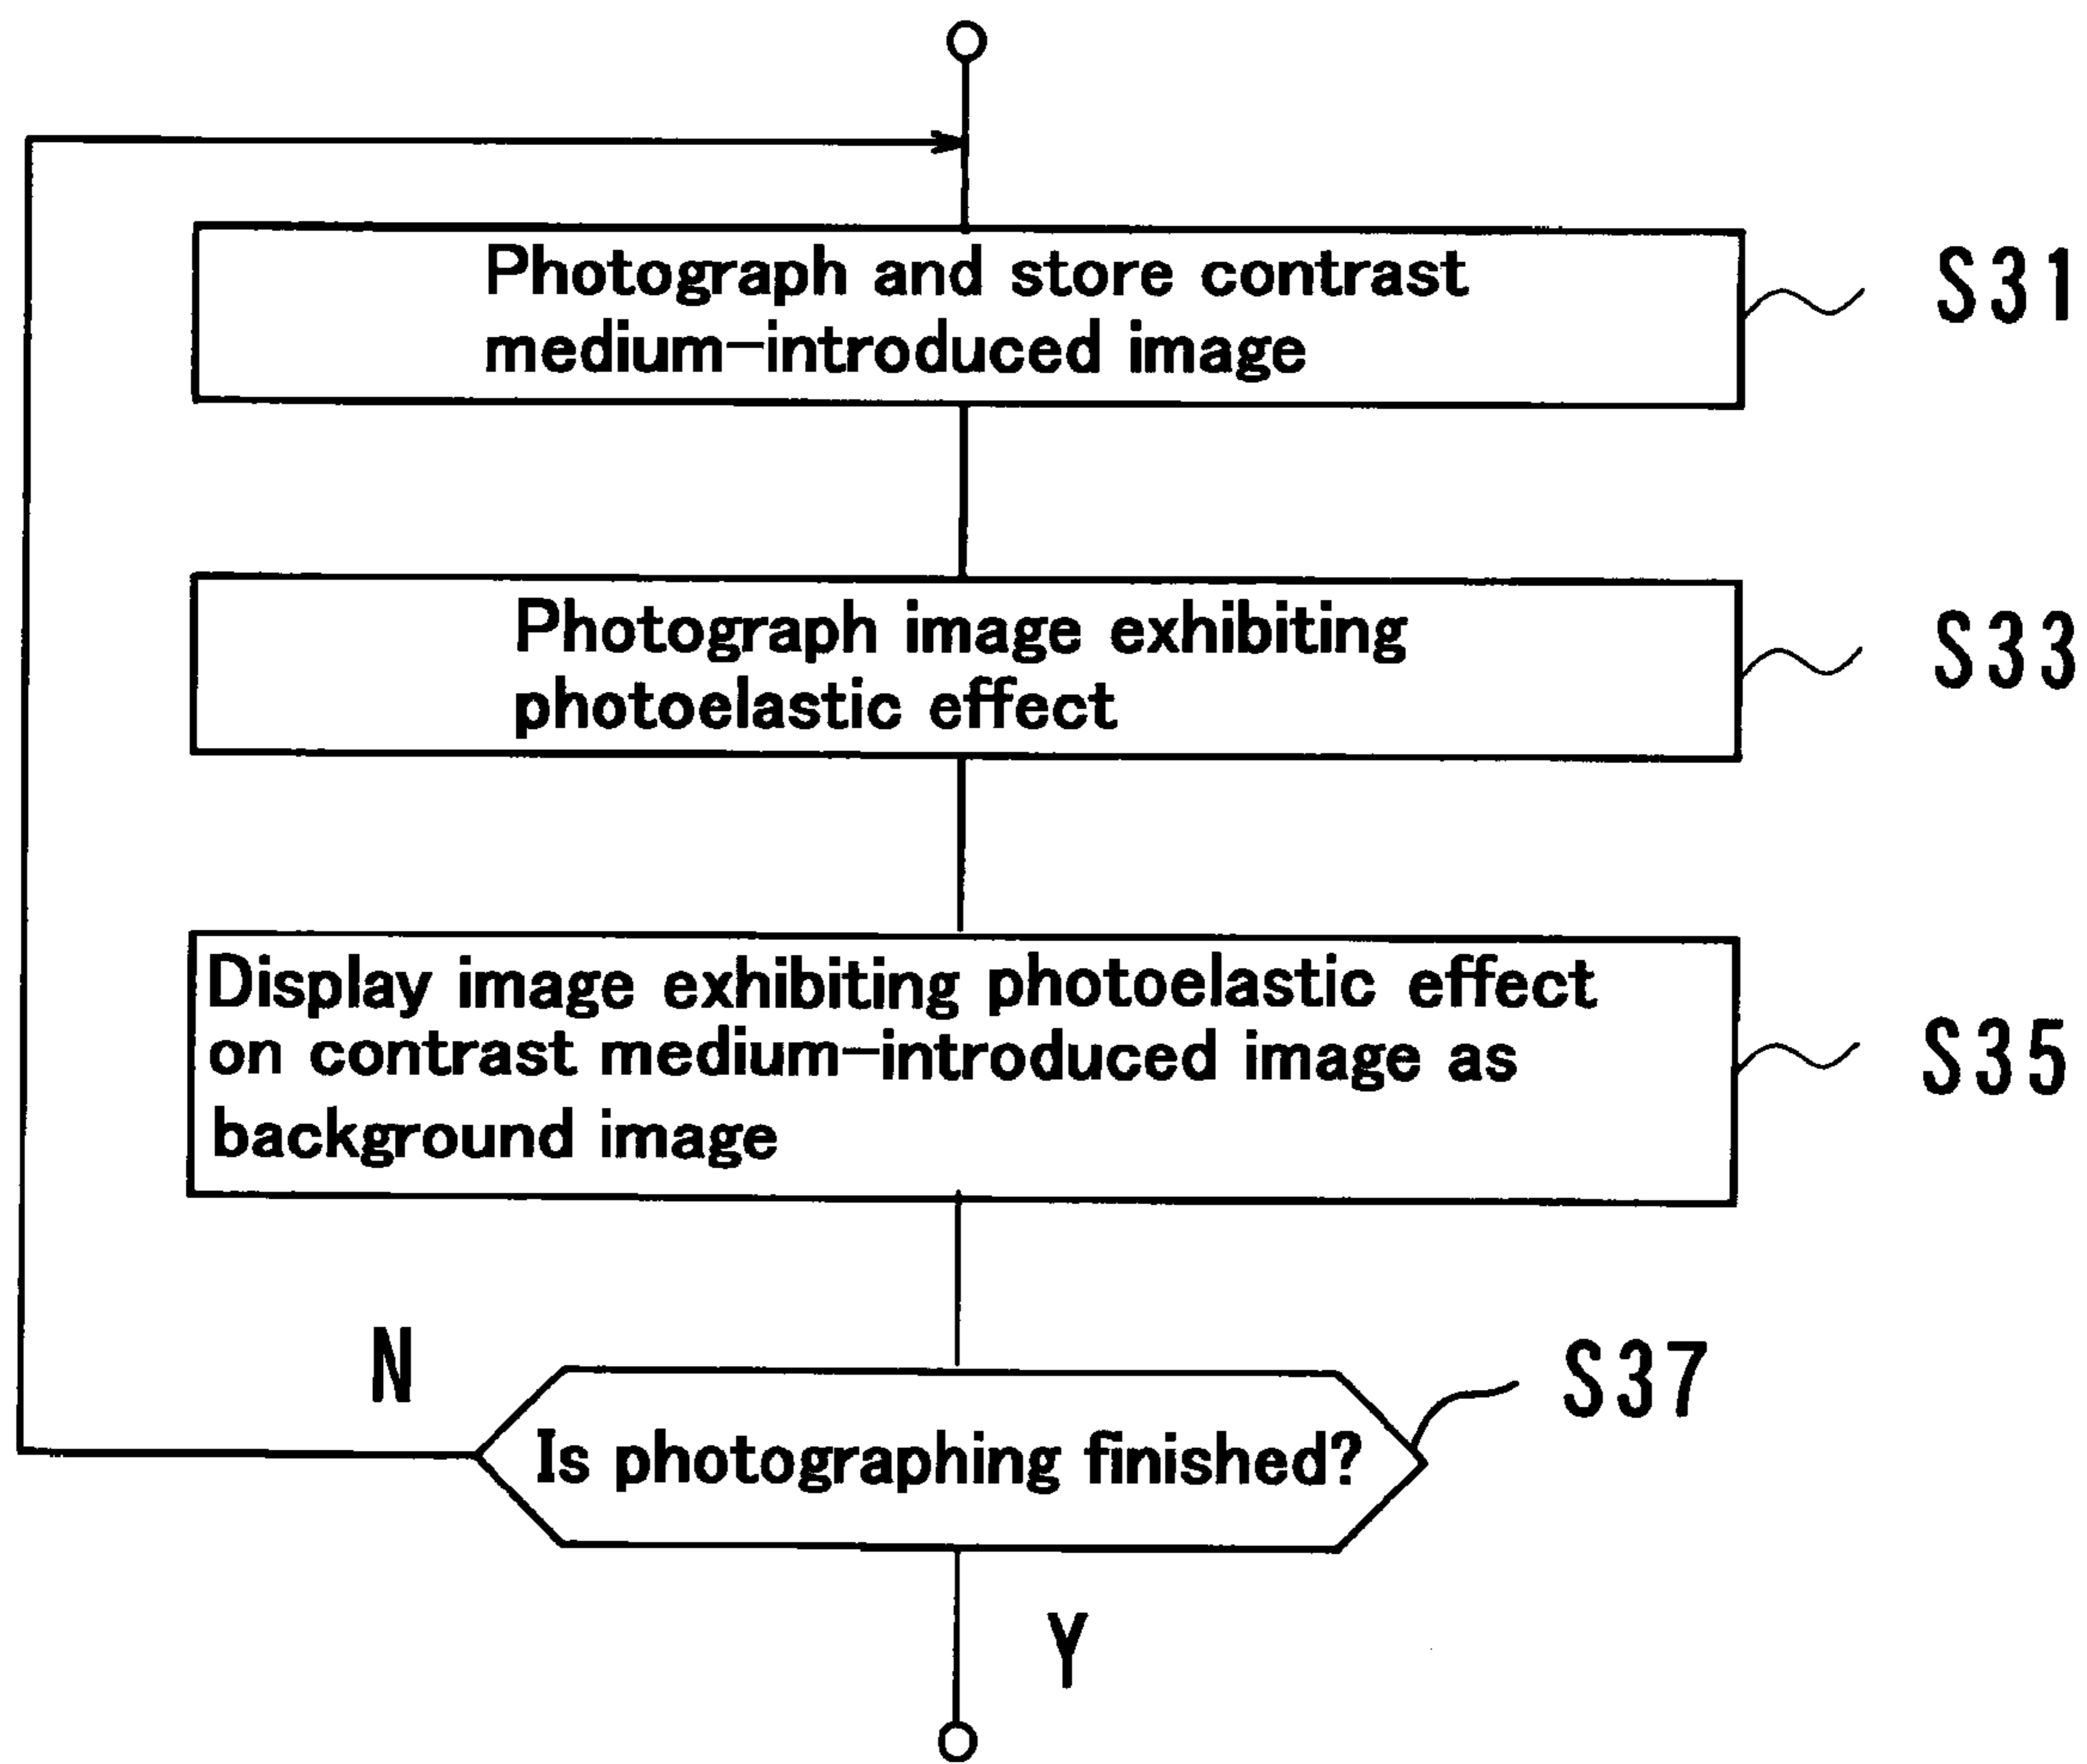 Photograph and store contrast
medium-introduced image
S31
Photograph image exhibiting
photoelastic effect
S33
Display image exhibiting photoelastic effect
on contrast medium-introduced image as
background image
S35
N
S37
Is photographing finished?
Y